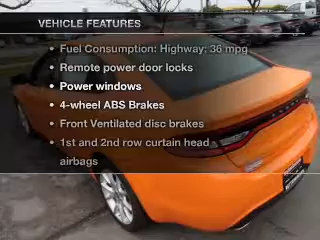 VEHICLE FEATURES
• Fuel Consumption: Highway: 36 mpg
• Remote power door locks
• Power windows
• 4-wheel ABS Brakes
• Front Ventilated disc brakes
• 1st and 2nd row curtain head
airbags